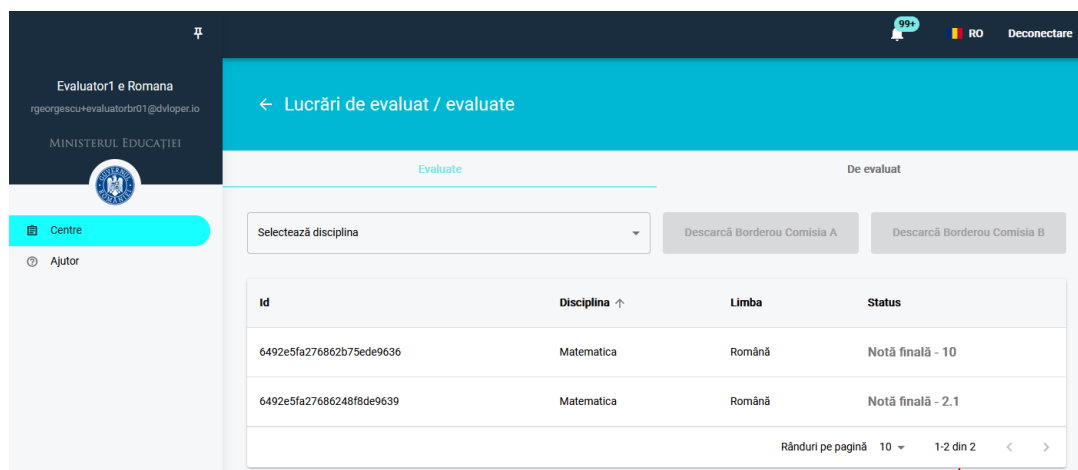 99+
RO Deconectare
Evaluator1 e Romana
rgeorgescu+evaluatorbr01@dvloper.io
MINISTERUL EDUCAȚIEI
GUVERNUL ROMÂNIEI
Centre
Ajutor
← Lucrări de evaluat / evaluate
Evaluate De evaluat
Selectează disciplina Descarcă Borderou Comisia A Descarcă Borderou Comisia B
Id Disciplina ↑ Limba Status
6492e5fa276862b75ede9636 Matematica Română Notă finală - 10
6492e5fa27686248f8de9639 Matematica Română Notă finală - 2.1
Rânduri pe pagină 10 1-2 din 2 < >